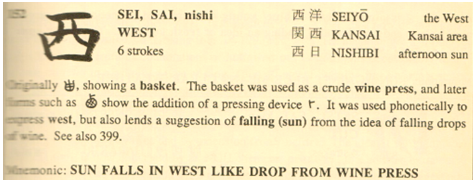 西
SEI, SAI, nishi
WEST
6 strokes
西洋 SEIYŌ the West
関西 KANSAI Kansai area
西日 NISHIBI afternoon sun
Originally , showing a basket. The basket was used as a crude wine press, and later
forms such as show the addition of a pressing device . It was used phonetically to
express west, but also lends a suggestion of falling (sun) from the idea of falling drops
of wine. See also 399.
Mnemonic: SUN FALLS IN WEST LIKE DROP FROM WINE PRESS